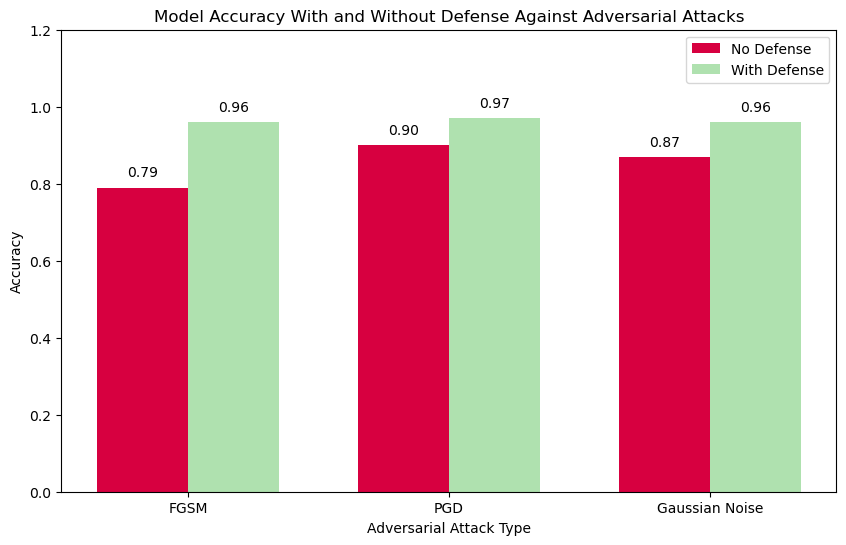 Model Accuracy With and Without Defense Against Adversarial Attacks
No Defense
With Defense
1.2
1.0
0.8
0.6
0.4
0.2
0.0
Accuracy
0.79
0.96
0.90
0.97
0.87
0.96
FGSM
PGD
Gaussian Noise
Adversarial Attack Type